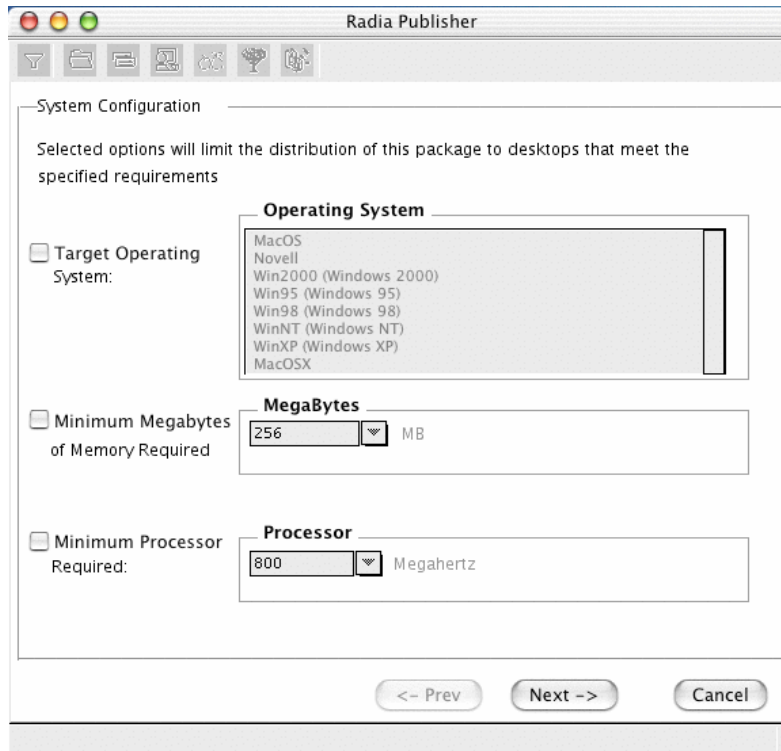 Radia Publisher
System Configuration
Selected options will limit the distribution of this package to desktops that meet the
specified requirements
Operating System
Target Operating
System:
MacOS
Novell
Win2000 (Windows 2000)
Win95 (Windows 95)
Win98 (Windows 98)
WinNT (Windows NT)
WinXP (Windows XP)
MacOSX
MegaBytes
Minimum Megabytes
of Memory Required
256 MB
Processor
Minimum Processor
Required:
800 Megahertz
<- Prev Next -> Cancel